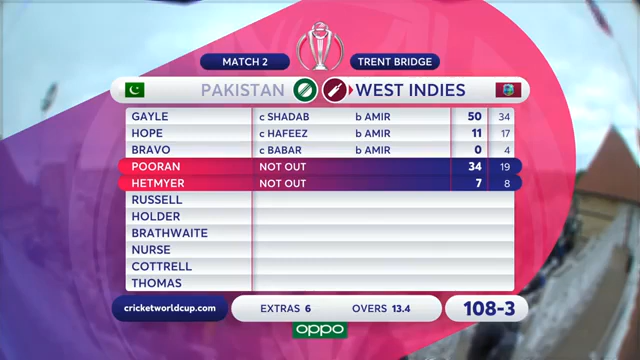 MATCH 2 TRENT BRIDGE
PAKISTAN WEST INDIES
GAYLE c SHADAB b AMIR 50 34
HOPE c HAFEEZ b AMIR 11 17
BRAVO c BABAR b AMIR 0 4
POORAN NOT OUT 34 19
HETMYER NOT OUT 7 8
RUSSELL
HOLDER
BRATHWAITE
NURSE
COTTRELL
THOMAS
cricketworldcup.com EXTRAS 6 OVERS 13.4 108-3
oppo